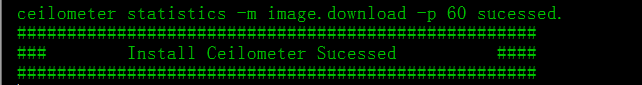 ceilometer statistics -m image.download -p 60 sucessed.
####################################################
###        Install Ceilometer Sucessed          ####
####################################################